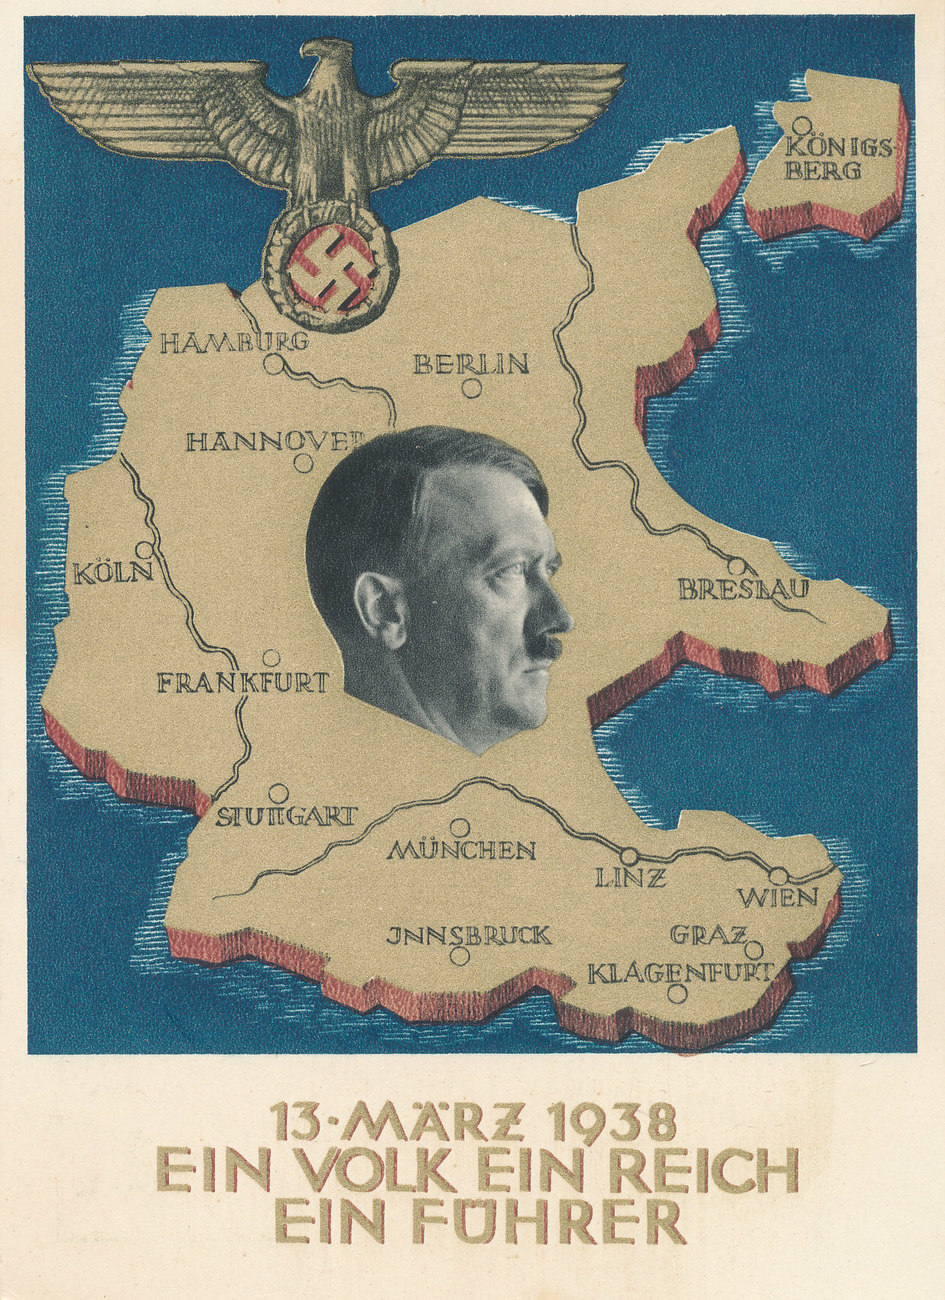 KÖNIGS-
BERG
HAMBURG
BERLIN
HANNOVER
KÖLN
BRESLAU
FRANKFURT
STUTTGART
MÜNCHEN
LINZ
WIEN
JNNSBRUCK
GRAZ
KLAGENFURT
13·MÄRZ 1938
EIN VOLK EIN REICH
EIN FÜHRER